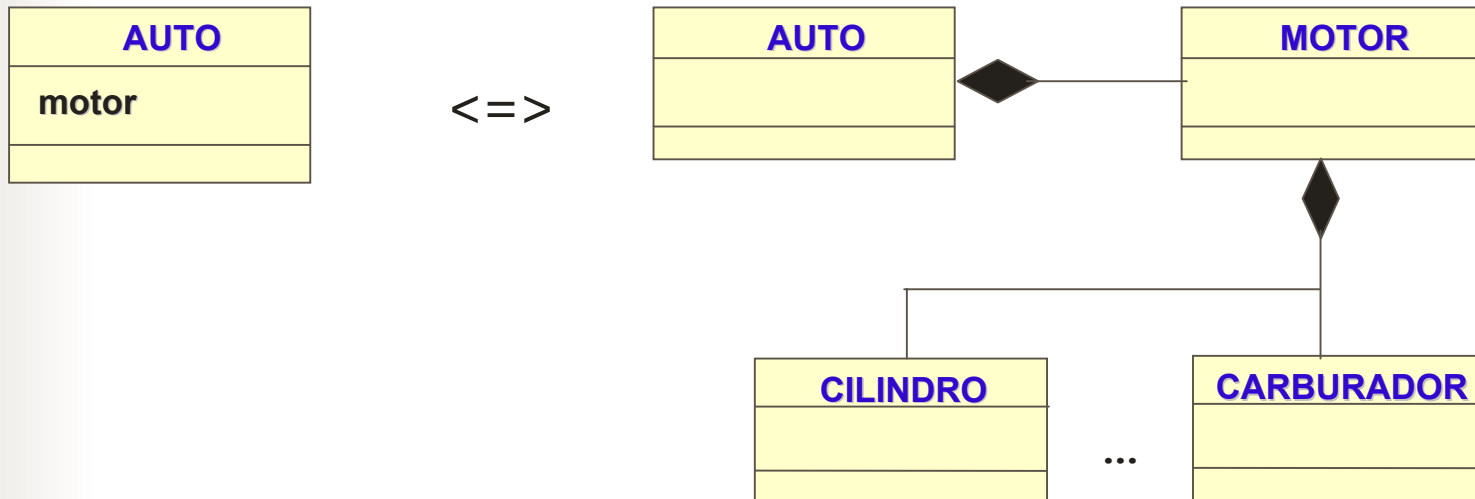 AUTO
motor
<=>
AUTO
MOTOR
CILINDRO
...
CARBURADOR